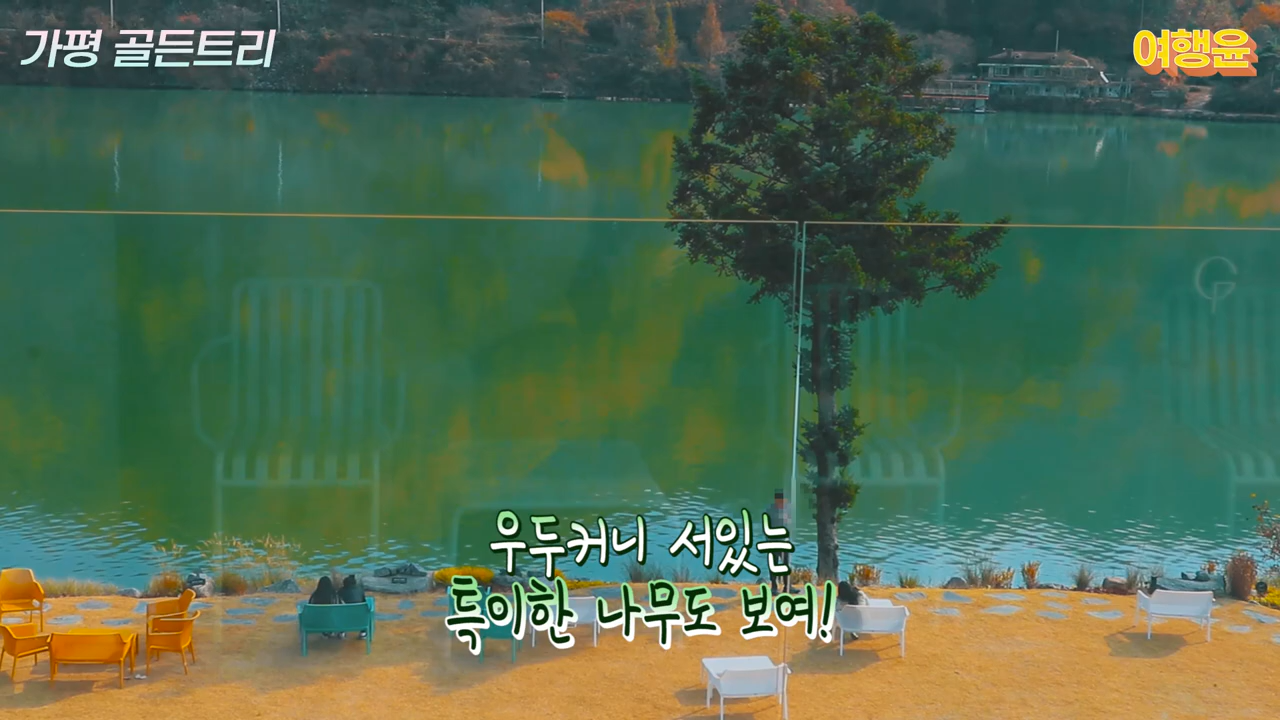 가평 골든트리
여행윤
우두커니 서있는
특이한 나무도 보여!